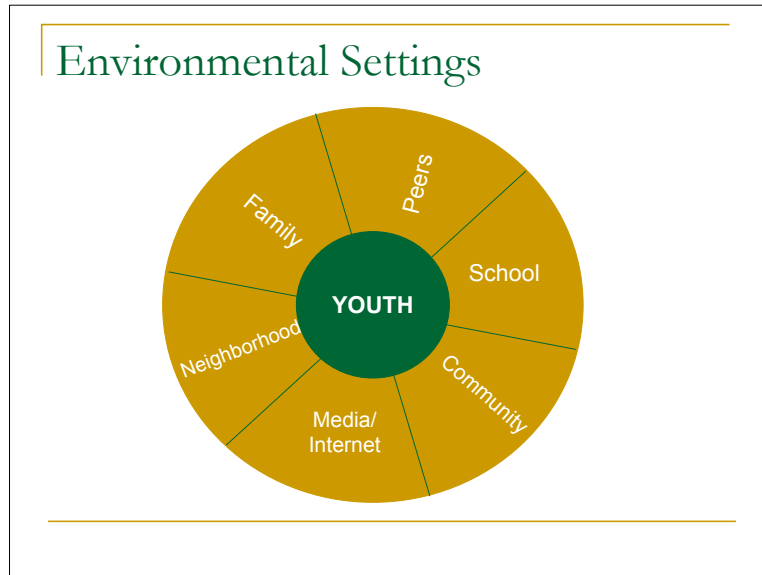 Environmental Settings
Peers
Family
School
YOUTH
Neighborhood
Community
Media/
Internet